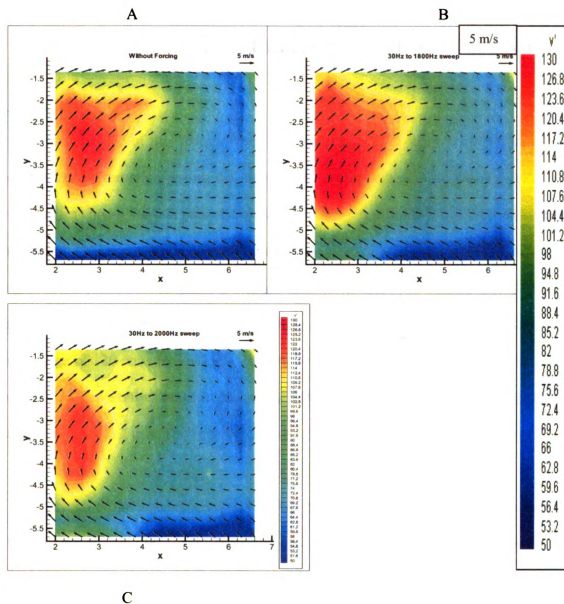 A
B
Without Forcing
5 m/s
-1.5
-2
-2.5
-3
-3.5
-4
-4.5
-5
-5.5
y
2 3 4 5 6
x
30Hz to 1800Hz sweep
5 m/s
5 m/s
-1.5
-2
-2.5
-3
-3.5
-4
-4.5
-5
-5.5
y
2 3 4 5 6
x
y'
130
126.8
123.6
120.4
117.2
114
110.8
107.6
104.4
101.2
98
94.8
91.6
88.4
85.2
82
78.8
75.6
72.4
69.2
66
62.8
59.6
56.4
53.2
50
30Hz to 2000Hz sweep
5 m/s
-1.5
-2
-2.5
-3
-3.5
-4
-4.5
-5
-5.5
y
2 3 4 5 6 7
x
C